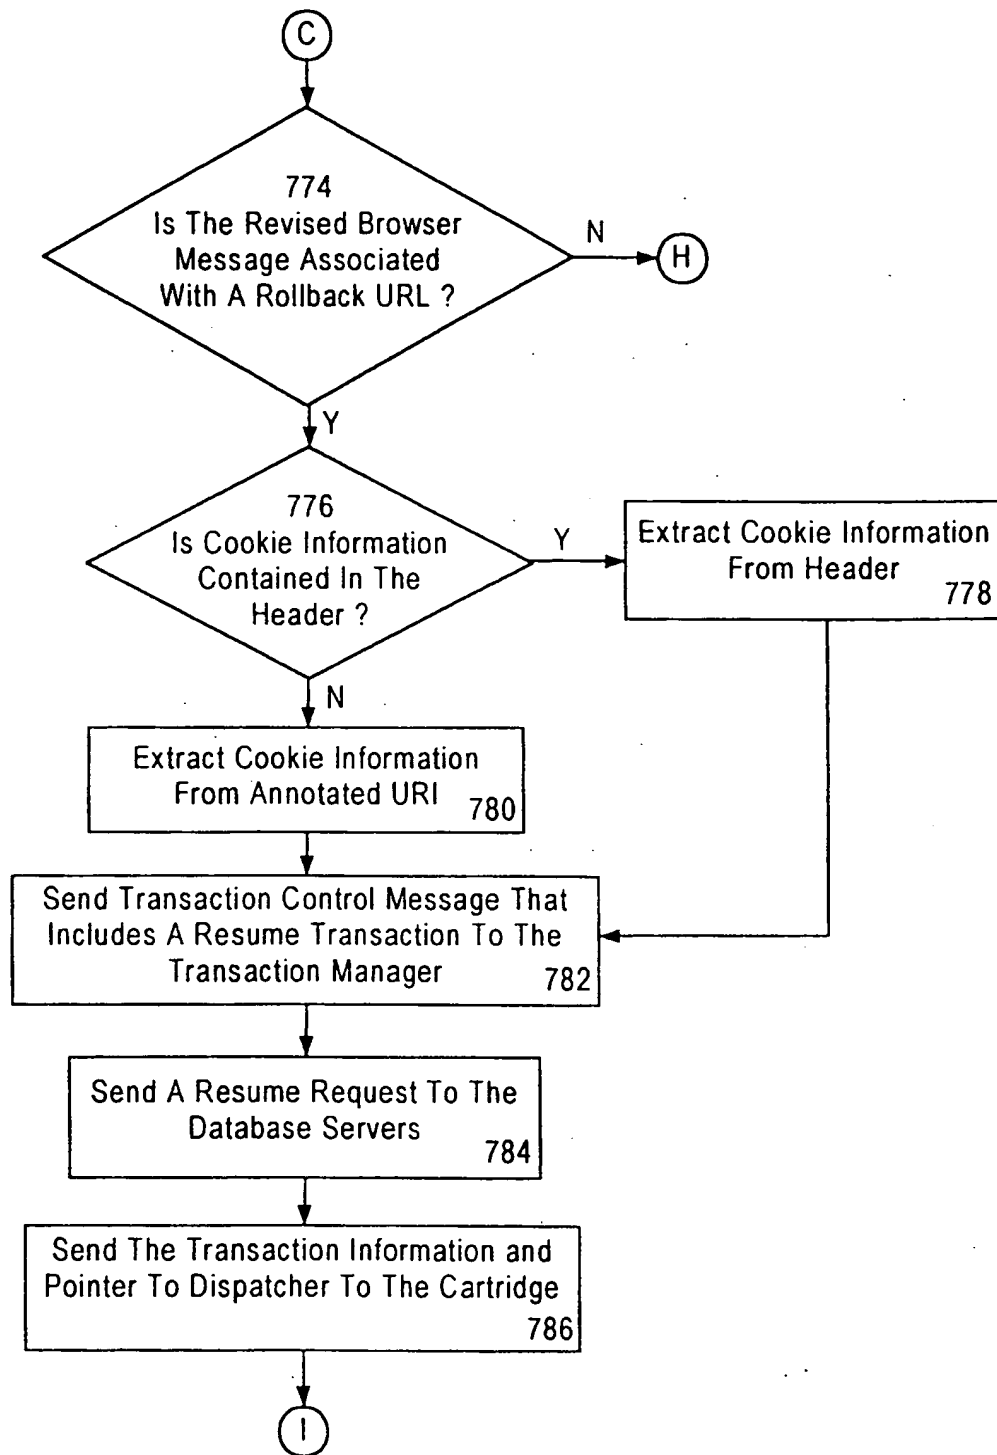 C
774
Is The Revised Browser
Message Associated
With A Rollback URL ?
N
H
Y
776
Is Cookie Information
Contained In The
Header ?
Y
Extract Cookie Information
From Header
778
N
Extract Cookie Information
From Annotated URI
780
Send Transaction Control Message That
Includes A Resume Transaction To The
Transaction Manager
782
Send A Resume Request To The
Database Servers
784
Send The Transaction Information and
Pointer To Dispatcher To The Cartridge
786
I